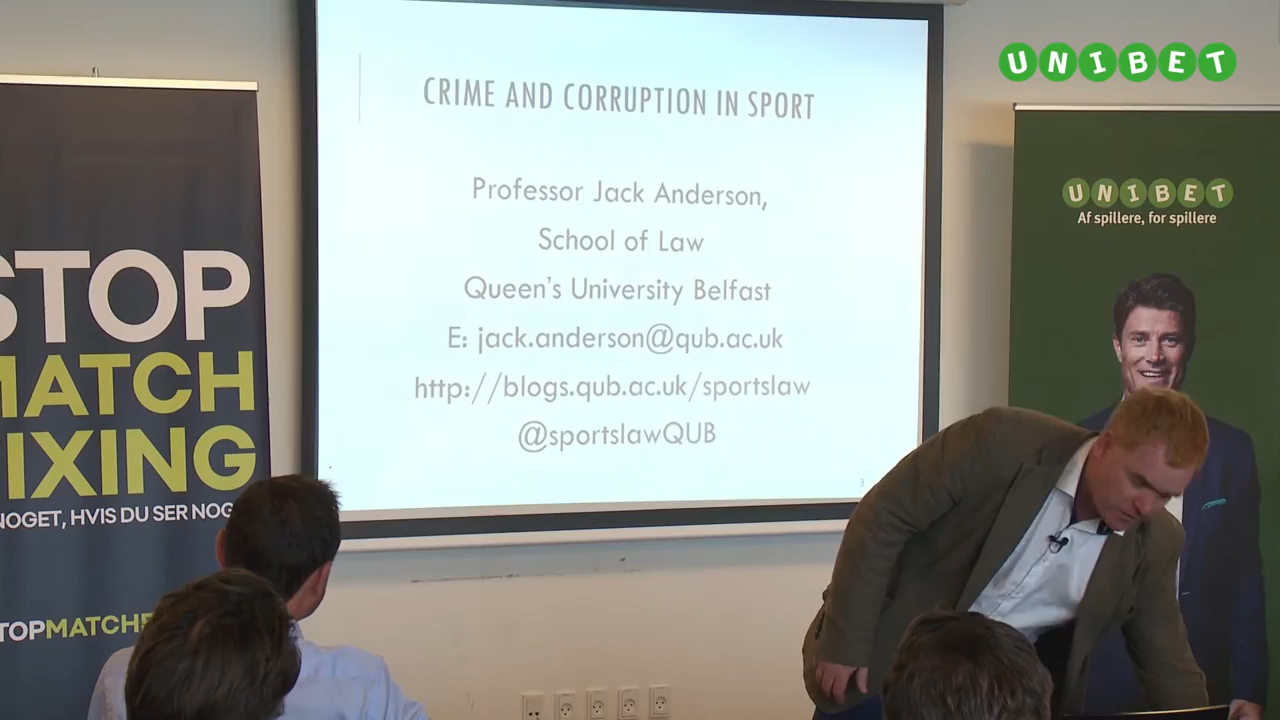 CRIME AND CORRUPTION IN SPORT
Professor Jack Anderson,
School of Law
Queen's University Belfast
E: jack.anderson@qub.ac.uk
http://blogs.qub.ac.uk/sportslaw
@sportslawQUB
3
STOP
MATCH
IXING
NOGET, HVIS DU SER NOG
TOPMATCH
UNIBET
UNIBET
Af spillere, for spillere